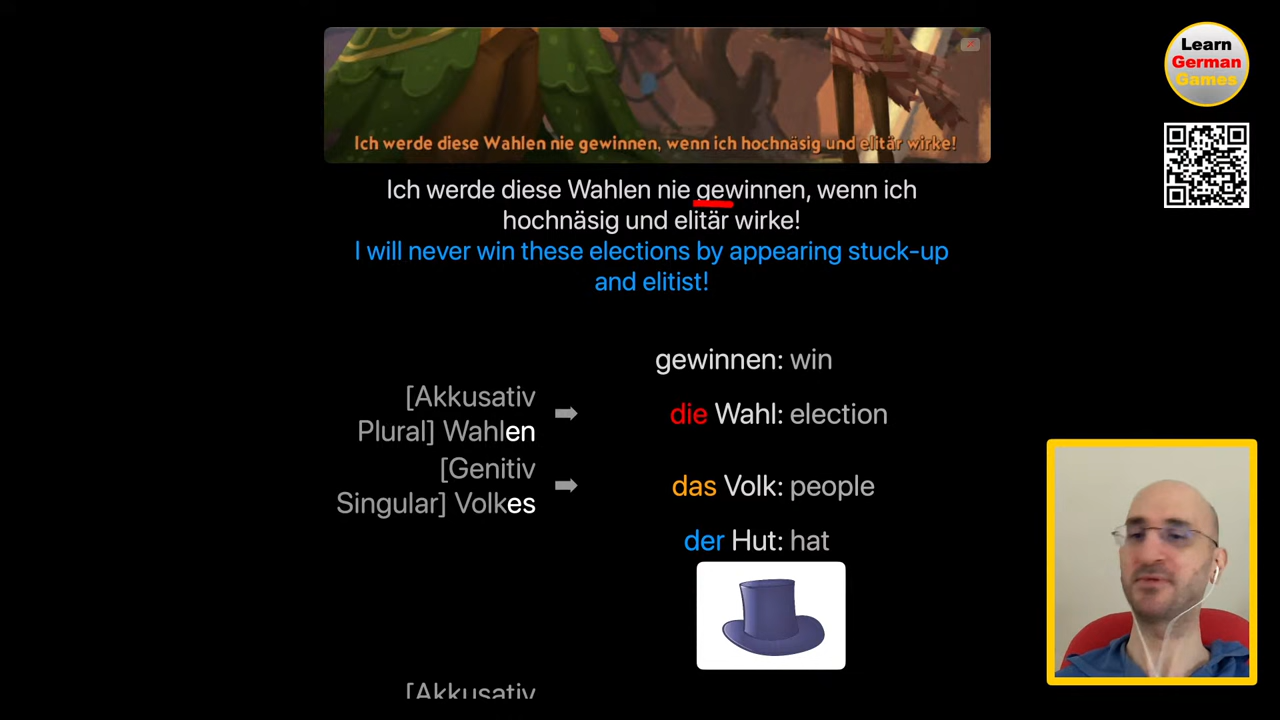 Ich werde diese Wahlen nie gewinnen, wenn ich hochnäsig und elitär wirke!
Learn
German
Games
Ich werde diese Wahlen nie gewinnen, wenn ich
hochnäsig und elitär wirke!
I will never win these elections by appearing stuck-up
and elitist!
gewinnen: win
[Akkusativ
Plural] Wahlen ➡ die Wahl: election
[Genitiv
Singular] Volkes ➡ das Volk: people
der Hut: hat
[Akkusativ